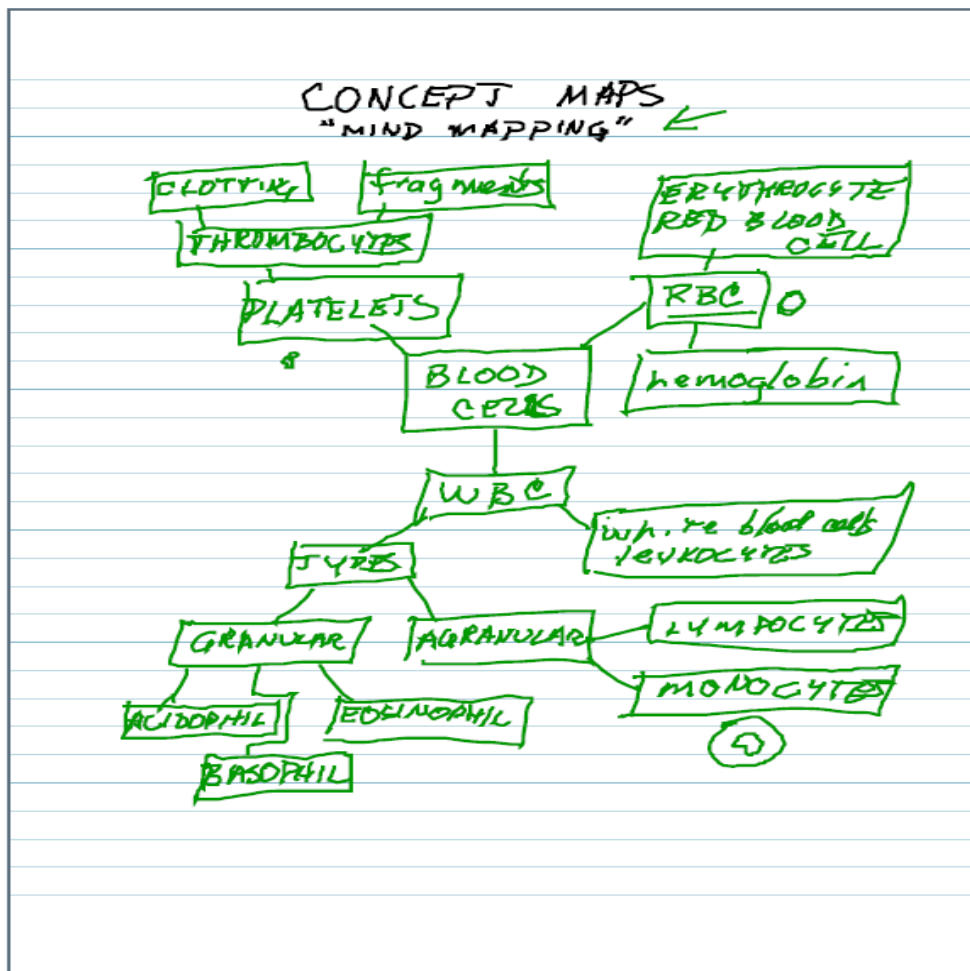 CONCEPT MAPS
"MIND MAPPING"
CLOTTING
fragments
ERYTHROCYTE
RED BLOOD
CELL
THROMBOCYTES
PLATELETS
RBC
hemoglobin
BLOOD
CELLS
WBC
white blood cells
LEUKOCYTES
TYPES
GRANULAR
AGRANULAR
LYMPOCYTES
MONOCYTES
ACIDOPHIL
EOSINOPHIL
BASOPHIL